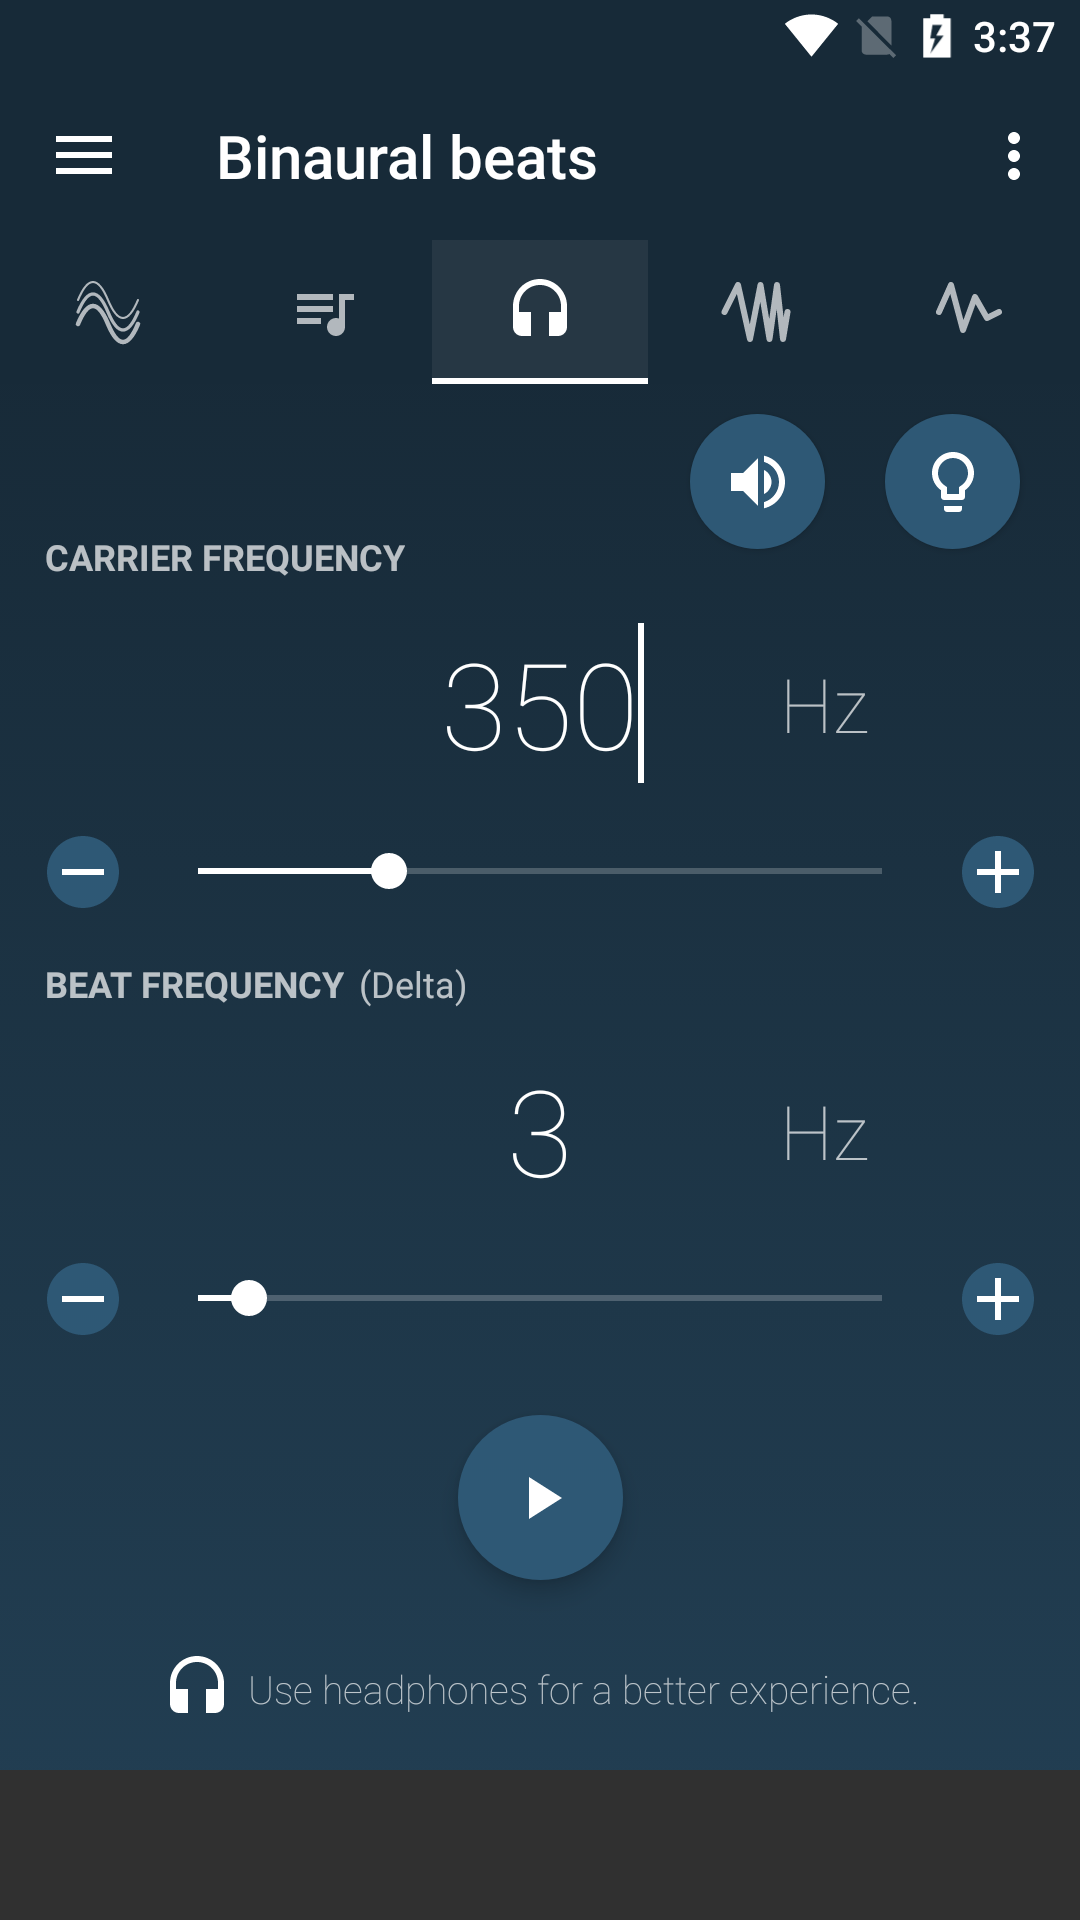 3:37
Binaural beats
CARRIER FREQUENCY
350 Hz
BEAT FREQUENCY (Delta)
3 Hz
Use headphones for a better experience.